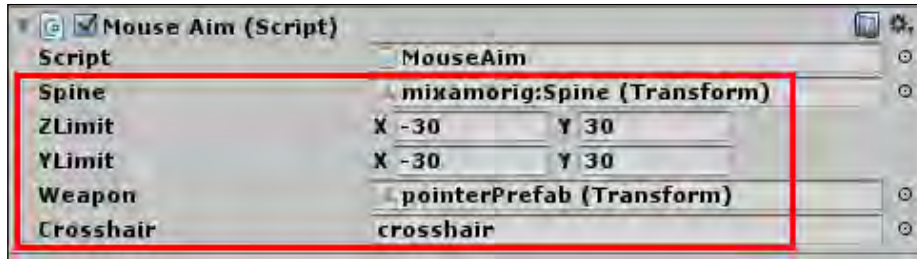 Mouse Aim (Script)
Script MouseAim
Spine mixamorig:Spine (Transform)
ZLimit X -30 Y 30
YLimit X -30 Y 30
Weapon pointerPrefab (Transform)
Crosshair crosshair